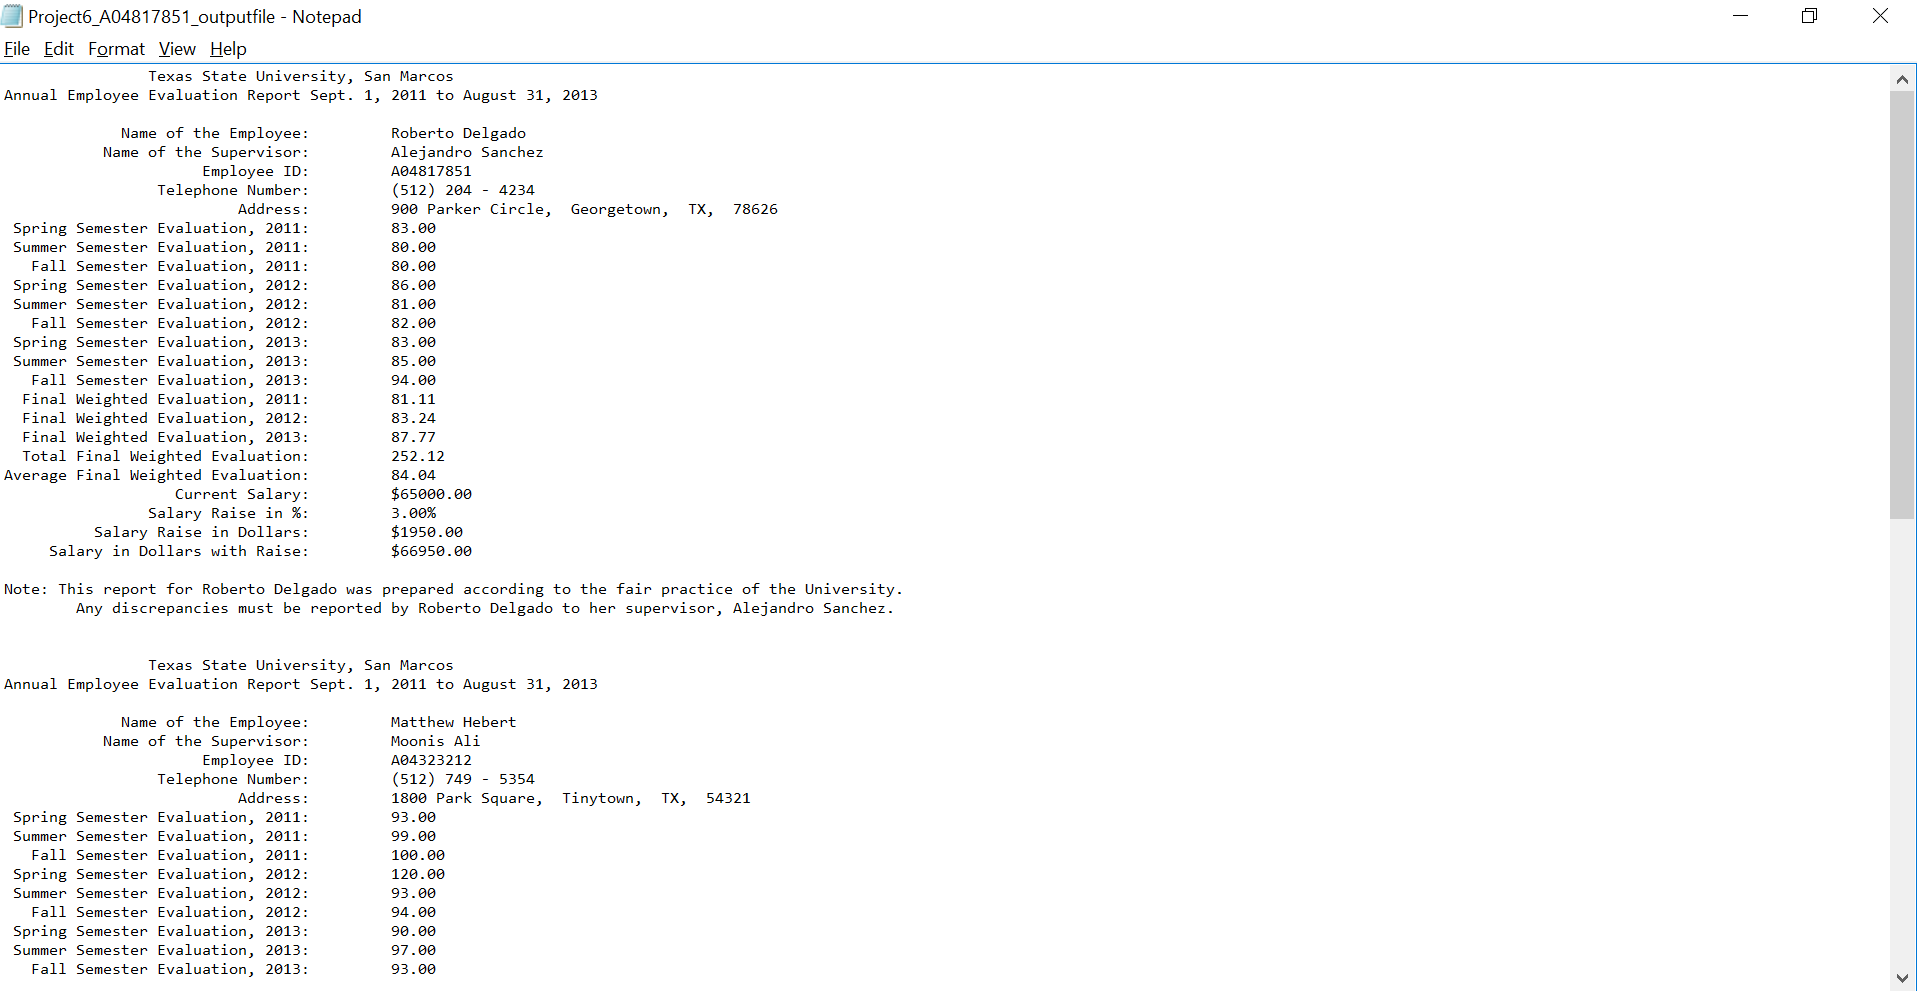 Project6_A04817851_outputfile - Notepad
File Edit Format View Help
Texas State University, San Marcos
Annual Employee Evaluation Report Sept. 1, 2011 to August 31, 2013
Name of the Employee: Roberto Delgado
Name of the Supervisor: Alejandro Sanchez
Employee ID: A04817851
Telephone Number: (512) 204 - 4234
Address: 900 Parker Circle, Georgetown, TX, 78626
Spring Semester Evaluation, 2011: 83.00
Summer Semester Evaluation, 2011: 80.00
Fall Semester Evaluation, 2011: 80.00
Spring Semester Evaluation, 2012: 86.00
Summer Semester Evaluation, 2012: 81.00
Fall Semester Evaluation, 2012: 82.00
Spring Semester Evaluation, 2013: 83.00
Summer Semester Evaluation, 2013: 85.00
Fall Semester Evaluation, 2013: 94.00
Final Weighted Evaluation, 2011: 81.11
Final Weighted Evaluation, 2012: 83.24
Final Weighted Evaluation, 2013: 87.77
Total Final Weighted Evaluation: 252.12
Average Final Weighted Evaluation: 84.04
Current Salary: $65000.00
Salary Raise in %: 3.00%
Salary Raise in Dollars: $1950.00
Salary in Dollars with Raise: $66950.00
Note: This report for Roberto Delgado was prepared according to the fair practice of the University.
Any discrepancies must be reported by Roberto Delgado to her supervisor, Alejandro Sanchez.
Texas State University, San Marcos
Annual Employee Evaluation Report Sept. 1, 2011 to August 31, 2013
Name of the Employee: Matthew Hebert
Name of the Supervisor: Moonis Ali
Employee ID: A04323212
Telephone Number: (512) 749 - 5354
Address: 1800 Park Square, Tinytown, TX, 54321
Spring Semester Evaluation, 2011: 93.00
Summer Semester Evaluation, 2011: 99.00
Fall Semester Evaluation, 2011: 100.00
Spring Semester Evaluation, 2012: 120.00
Summer Semester Evaluation, 2012: 93.00
Fall Semester Evaluation, 2012: 94.00
Spring Semester Evaluation, 2013: 90.00
Summer Semester Evaluation, 2013: 97.00
Fall Semester Evaluation, 2013: 93.00